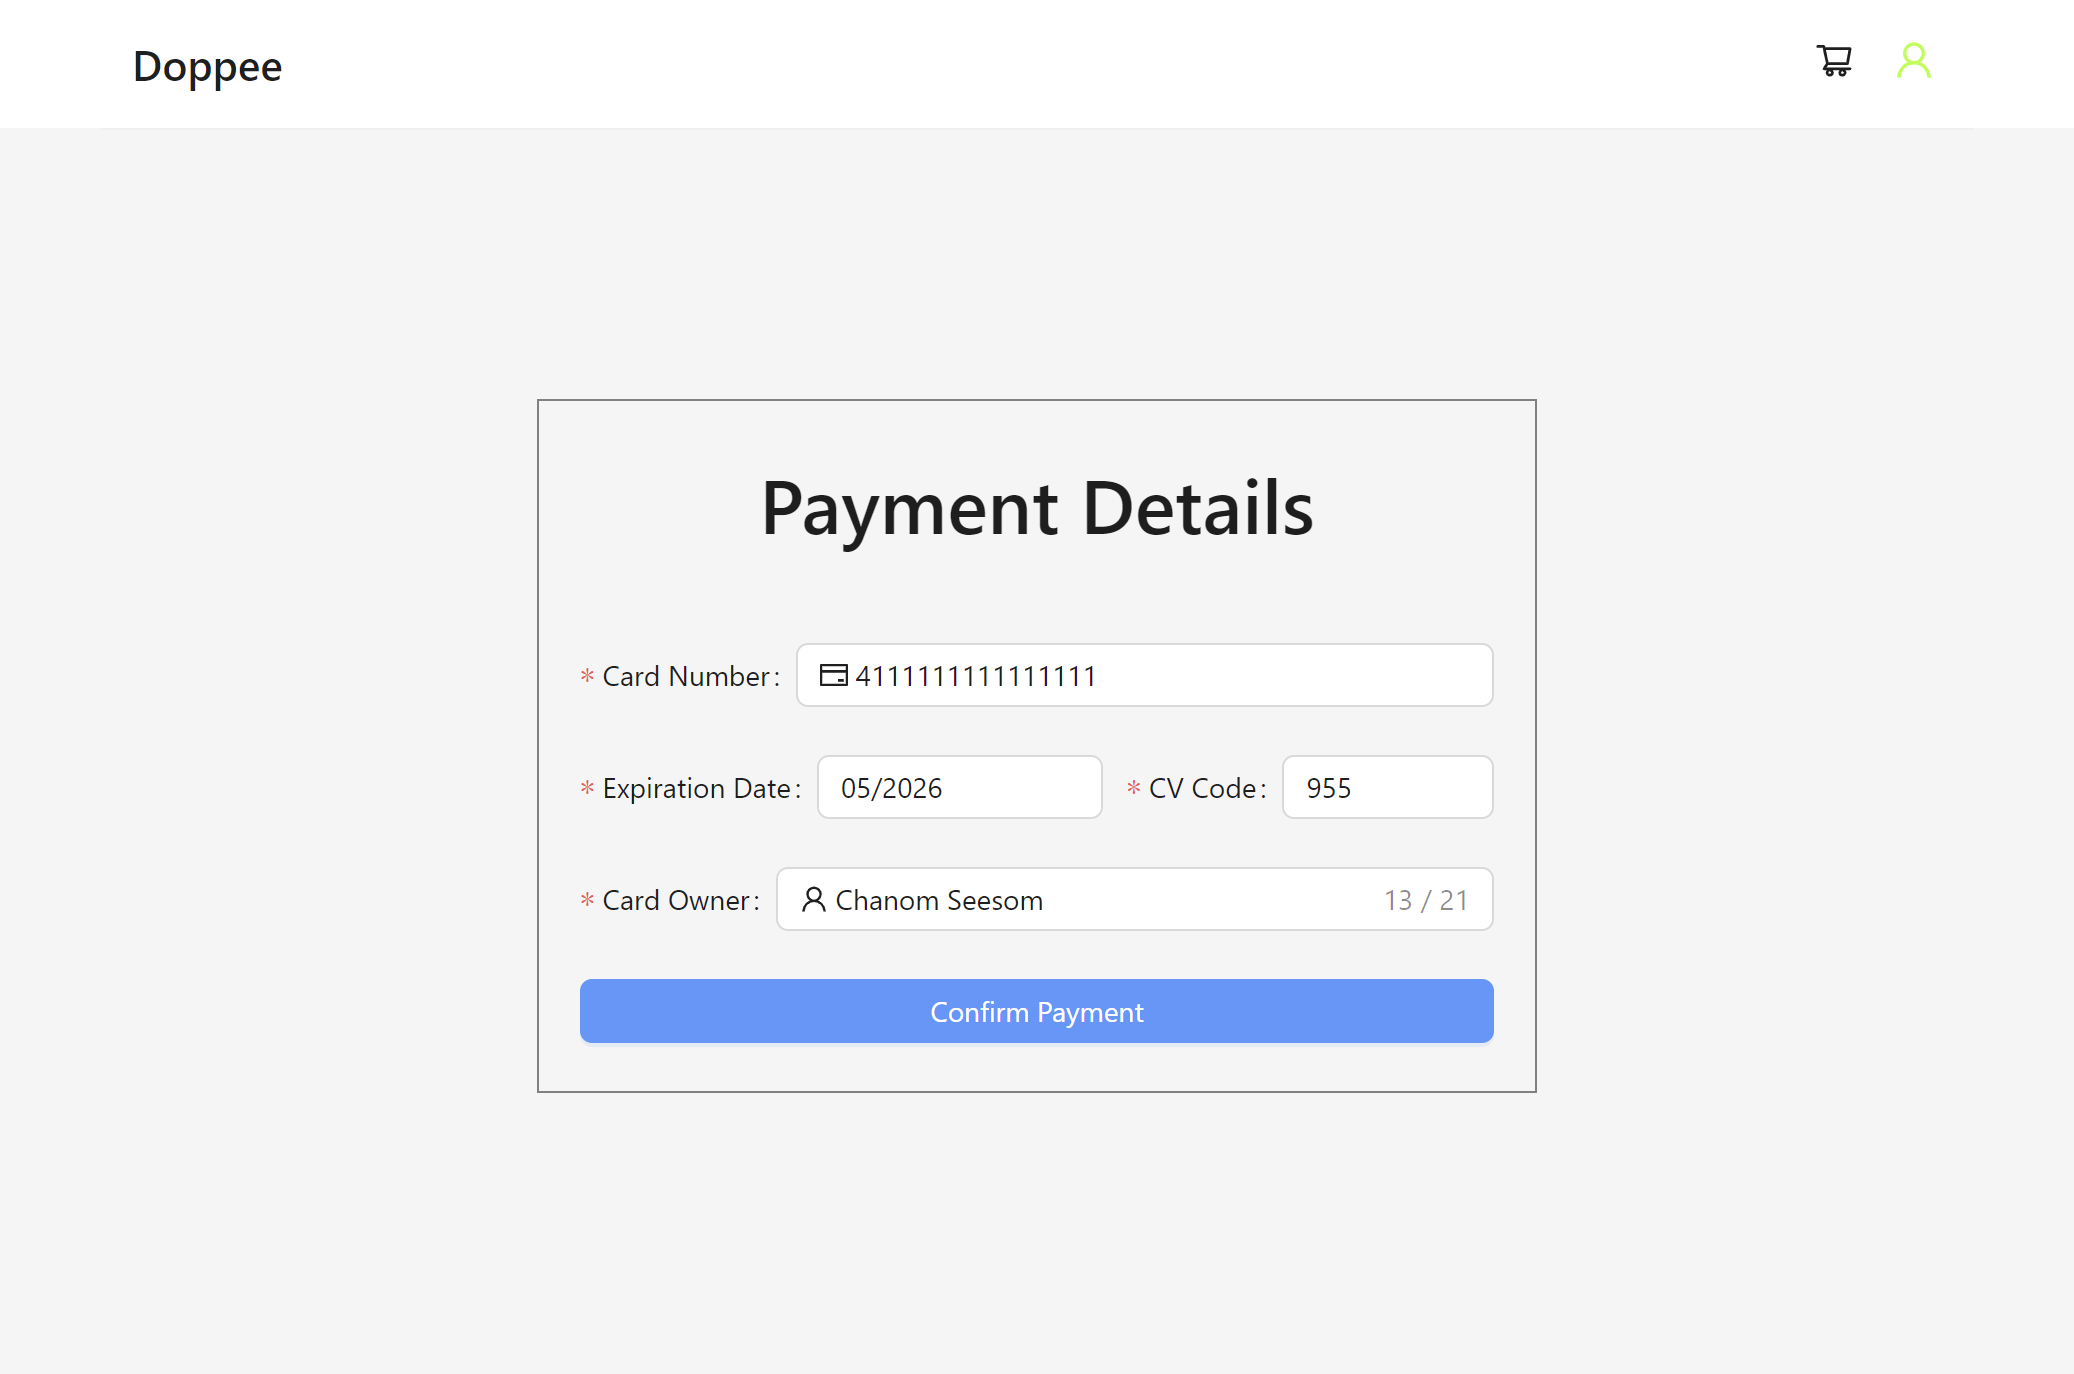 Doppee
Payment Details
* Card Number: 4111111111111111
* Expiration Date: 05/2026 * CV Code: 955
* Card Owner: Chanom Seesom 13 / 21
Confirm Payment